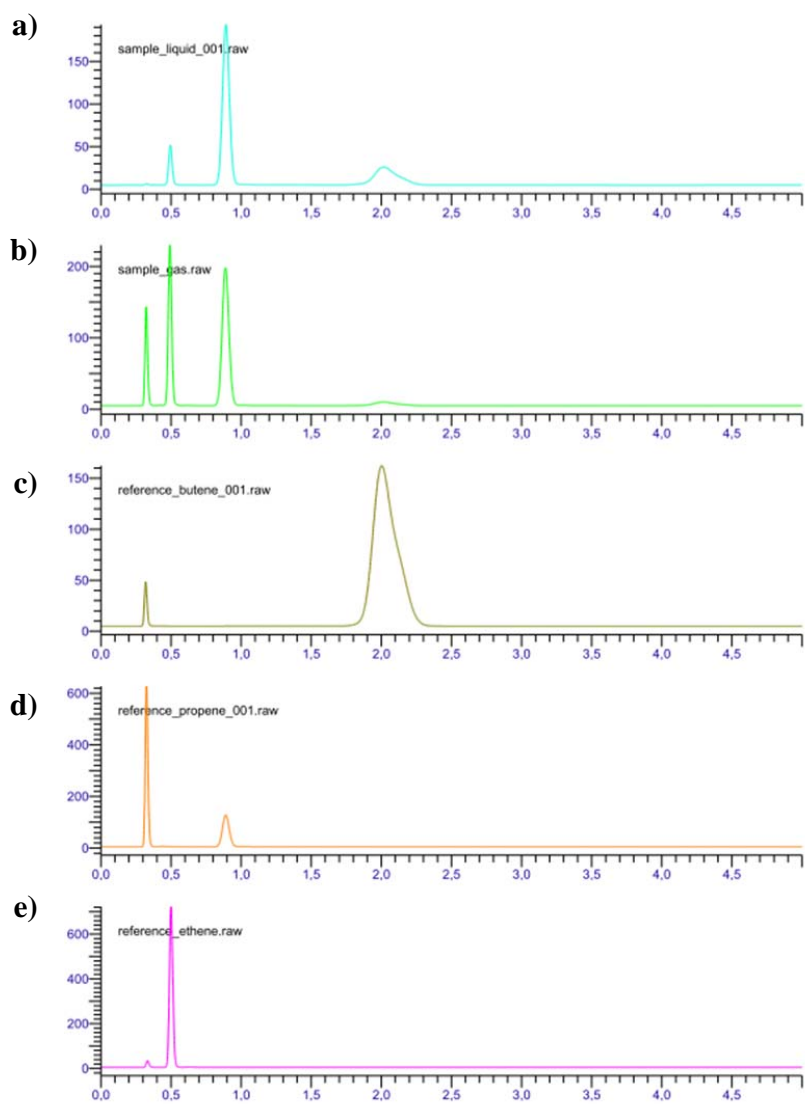 a)
sample_liquid_001.raw
150
100
50
0
0,0 0,5 1,0 1,5 2,0 2,5 3,0 3,5 4,0 4,5
b)
sample_gas.raw
200
100
0
0,0 0,5 1,0 1,5 2,0 2,5 3,0 3,5 4,0 4,5
c)
reference_butene_001.raw
150
100
50
0
0,0 0,5 1,0 1,5 2,0 2,5 3,0 3,5 4,0 4,5
d)
reference_propene_001.raw
600
400
200
0
0,0 0,5 1,0 1,5 2,0 2,5 3,0 3,5 4,0 4,5
e)
reference_ethene.raw
600
400
200
0
0,0 0,5 1,0 1,5 2,0 2,5 3,0 3,5 4,0 4,5